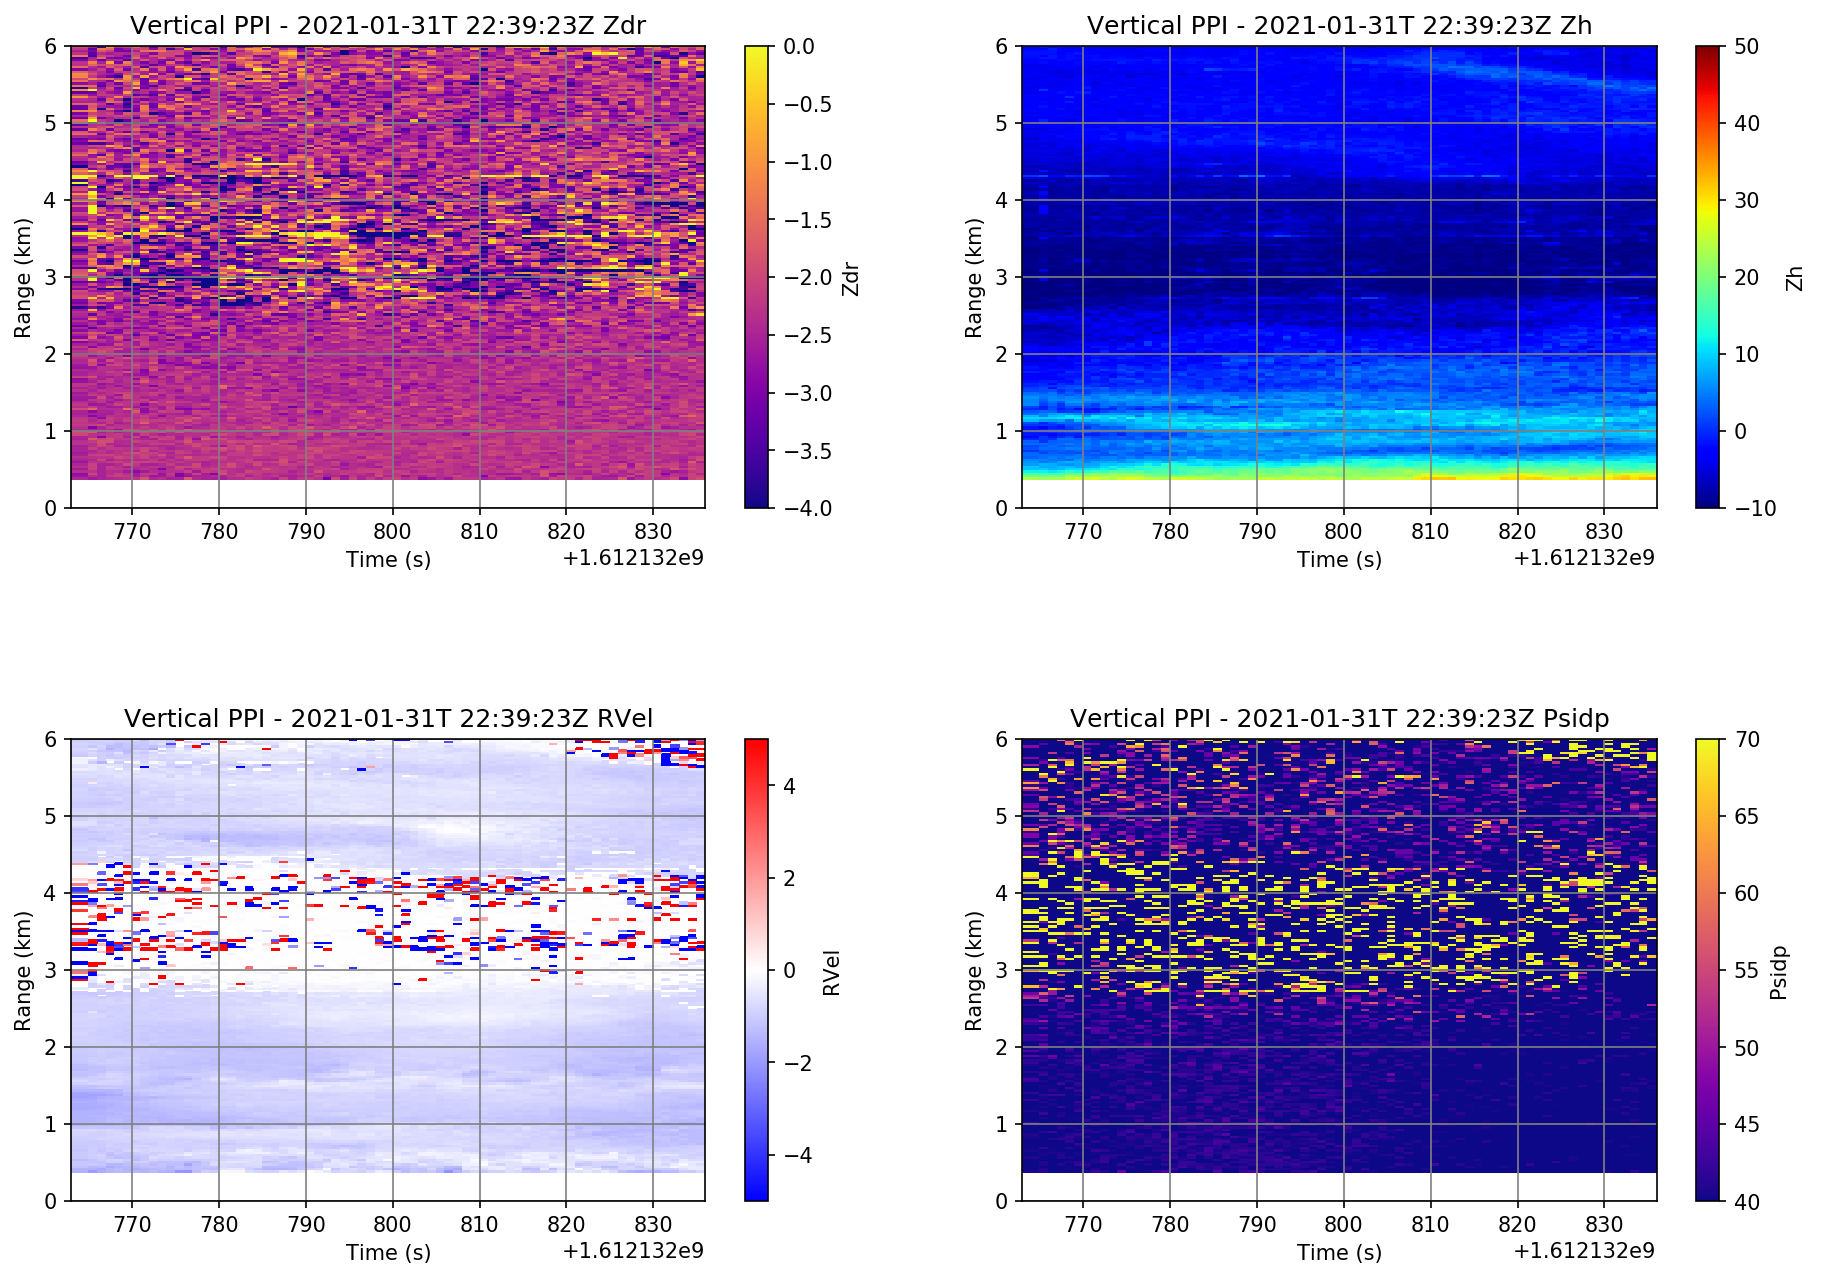 Vertical PPI - 2021-01-31T 22:39:23Z Zdr
6
5
4
3
2
1
0
Range (km)
770 780 790 800 810 820 830
Time (s)
+1.612132e9
0.0
−0.5
−1.0
−1.5
−2.0
−2.5
−3.0
−3.5
−4.0
Zdr
Vertical PPI - 2021-01-31T 22:39:23Z Zh
6
5
4
3
2
1
0
Range (km)
770 780 790 800 810 820 830
Time (s)
+1.612132e9
50
40
30
20
10
0
−10
Zh
Vertical PPI - 2021-01-31T 22:39:23Z RVel
6
5
4
3
2
1
0
Range (km)
770 780 790 800 810 820 830
Time (s)
+1.612132e9
4
2
0
−2
−4
RVel
Vertical PPI - 2021-01-31T 22:39:23Z Psidp
6
5
4
3
2
1
0
Range (km)
770 780 790 800 810 820 830
Time (s)
+1.612132e9
70
65
60
55
50
45
40
Psidp